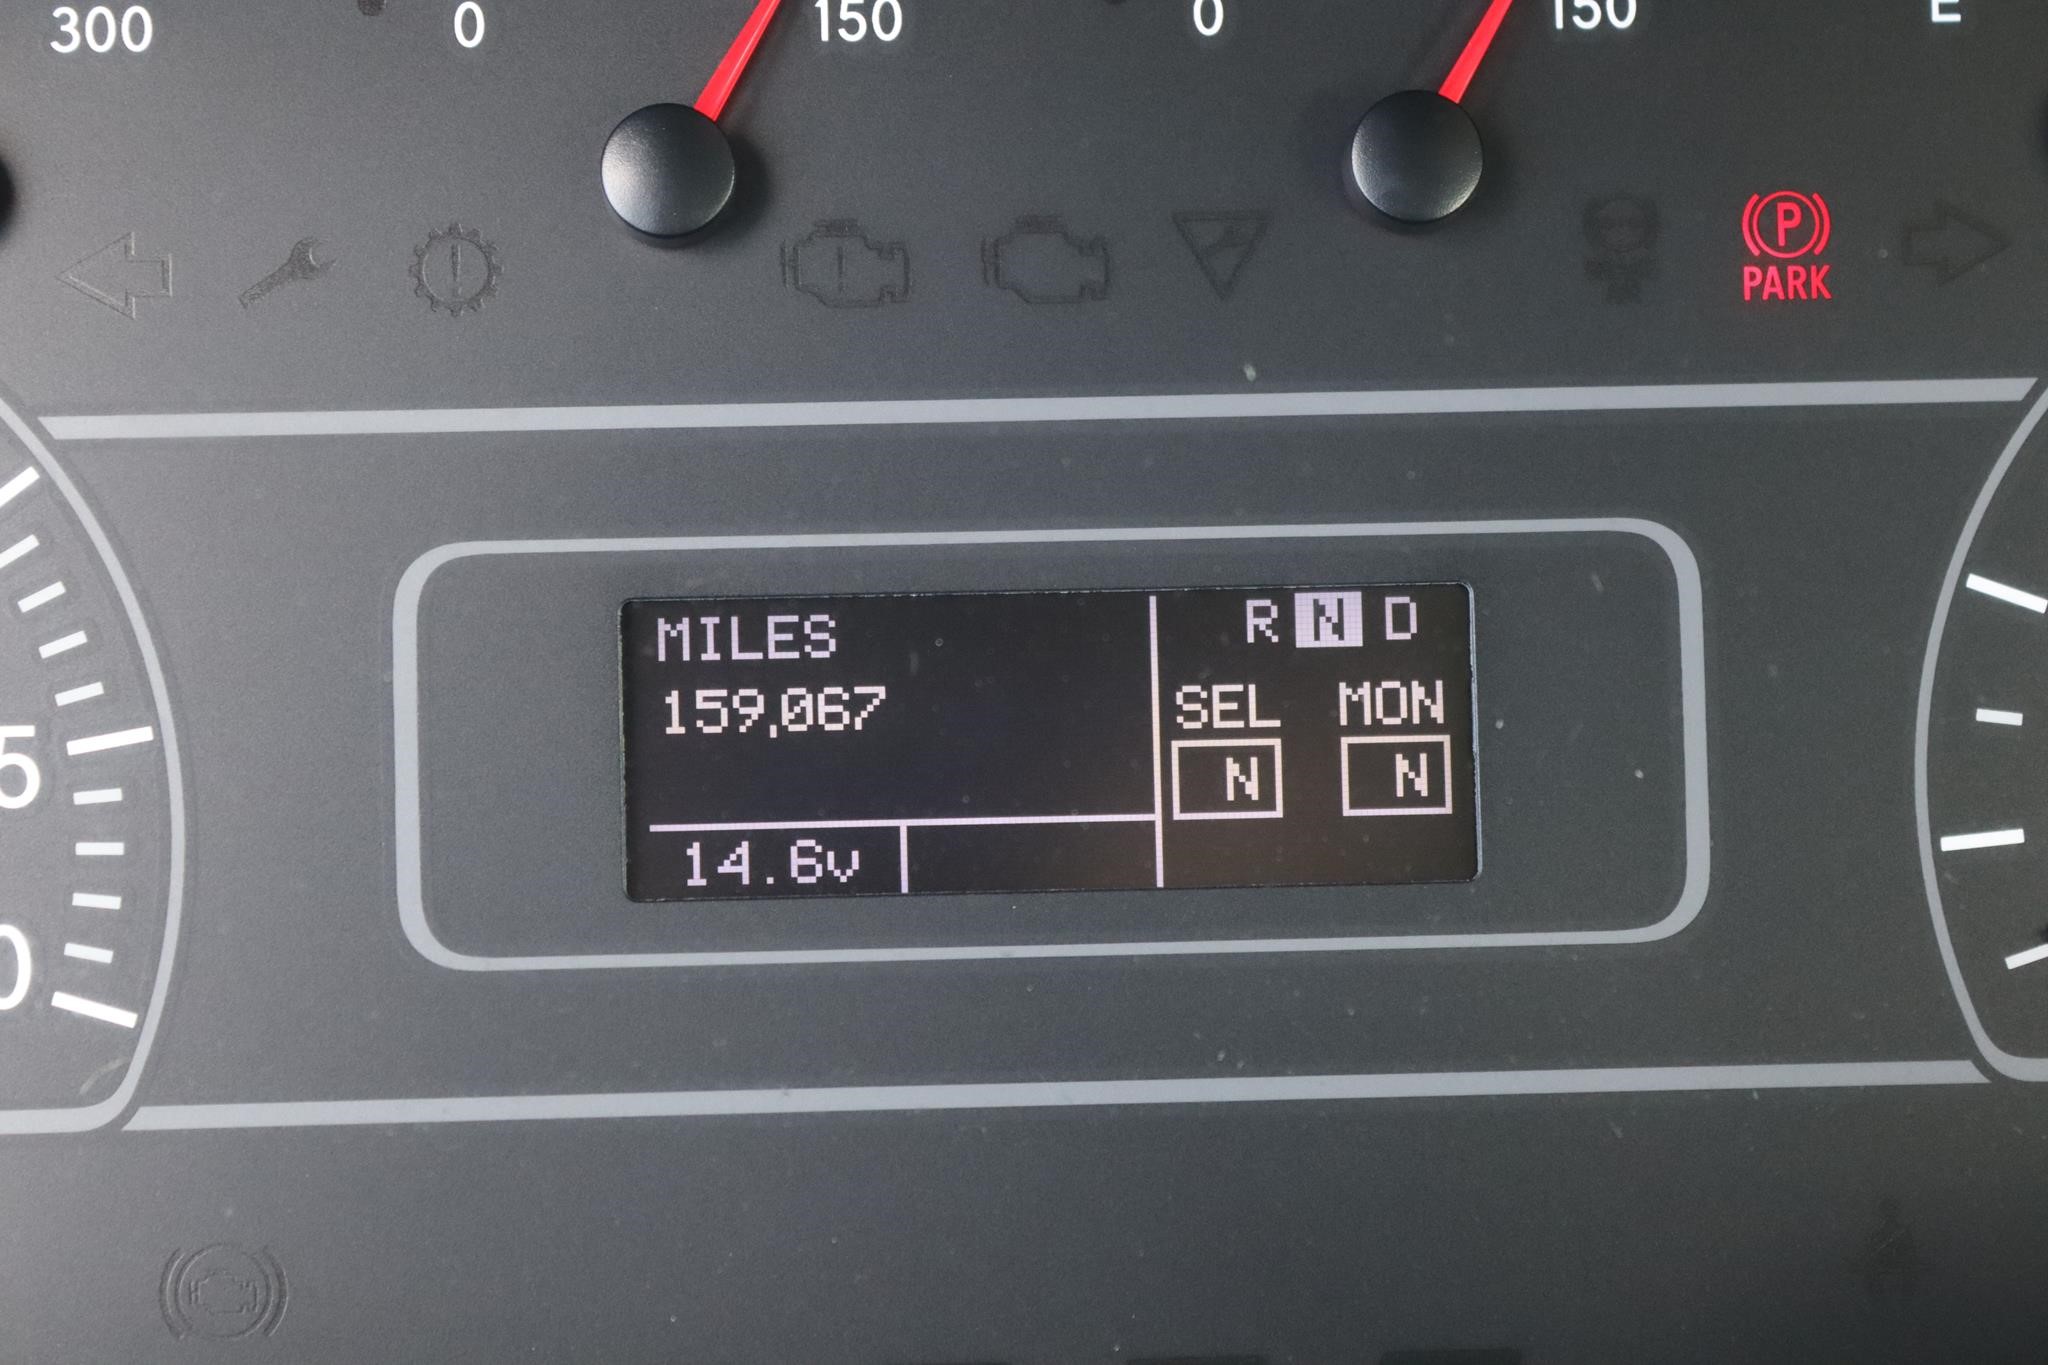 300 0 150 0 150 E
P
PARK
MILES
159,067
R N D
SEL MON
N N
14.6v
5
0